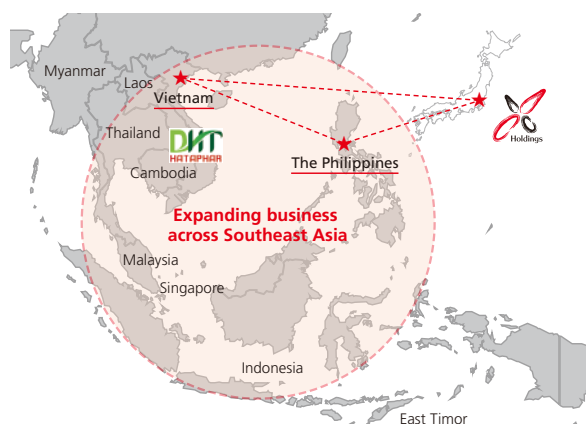 Myanmar
Laos
Vietnam
Thailand
DHT
HATAPHAR
Cambodia
The Philippines
Holdings
Expanding business
across Southeast Asia
Malaysia
Singapore
Indonesia
East Timor